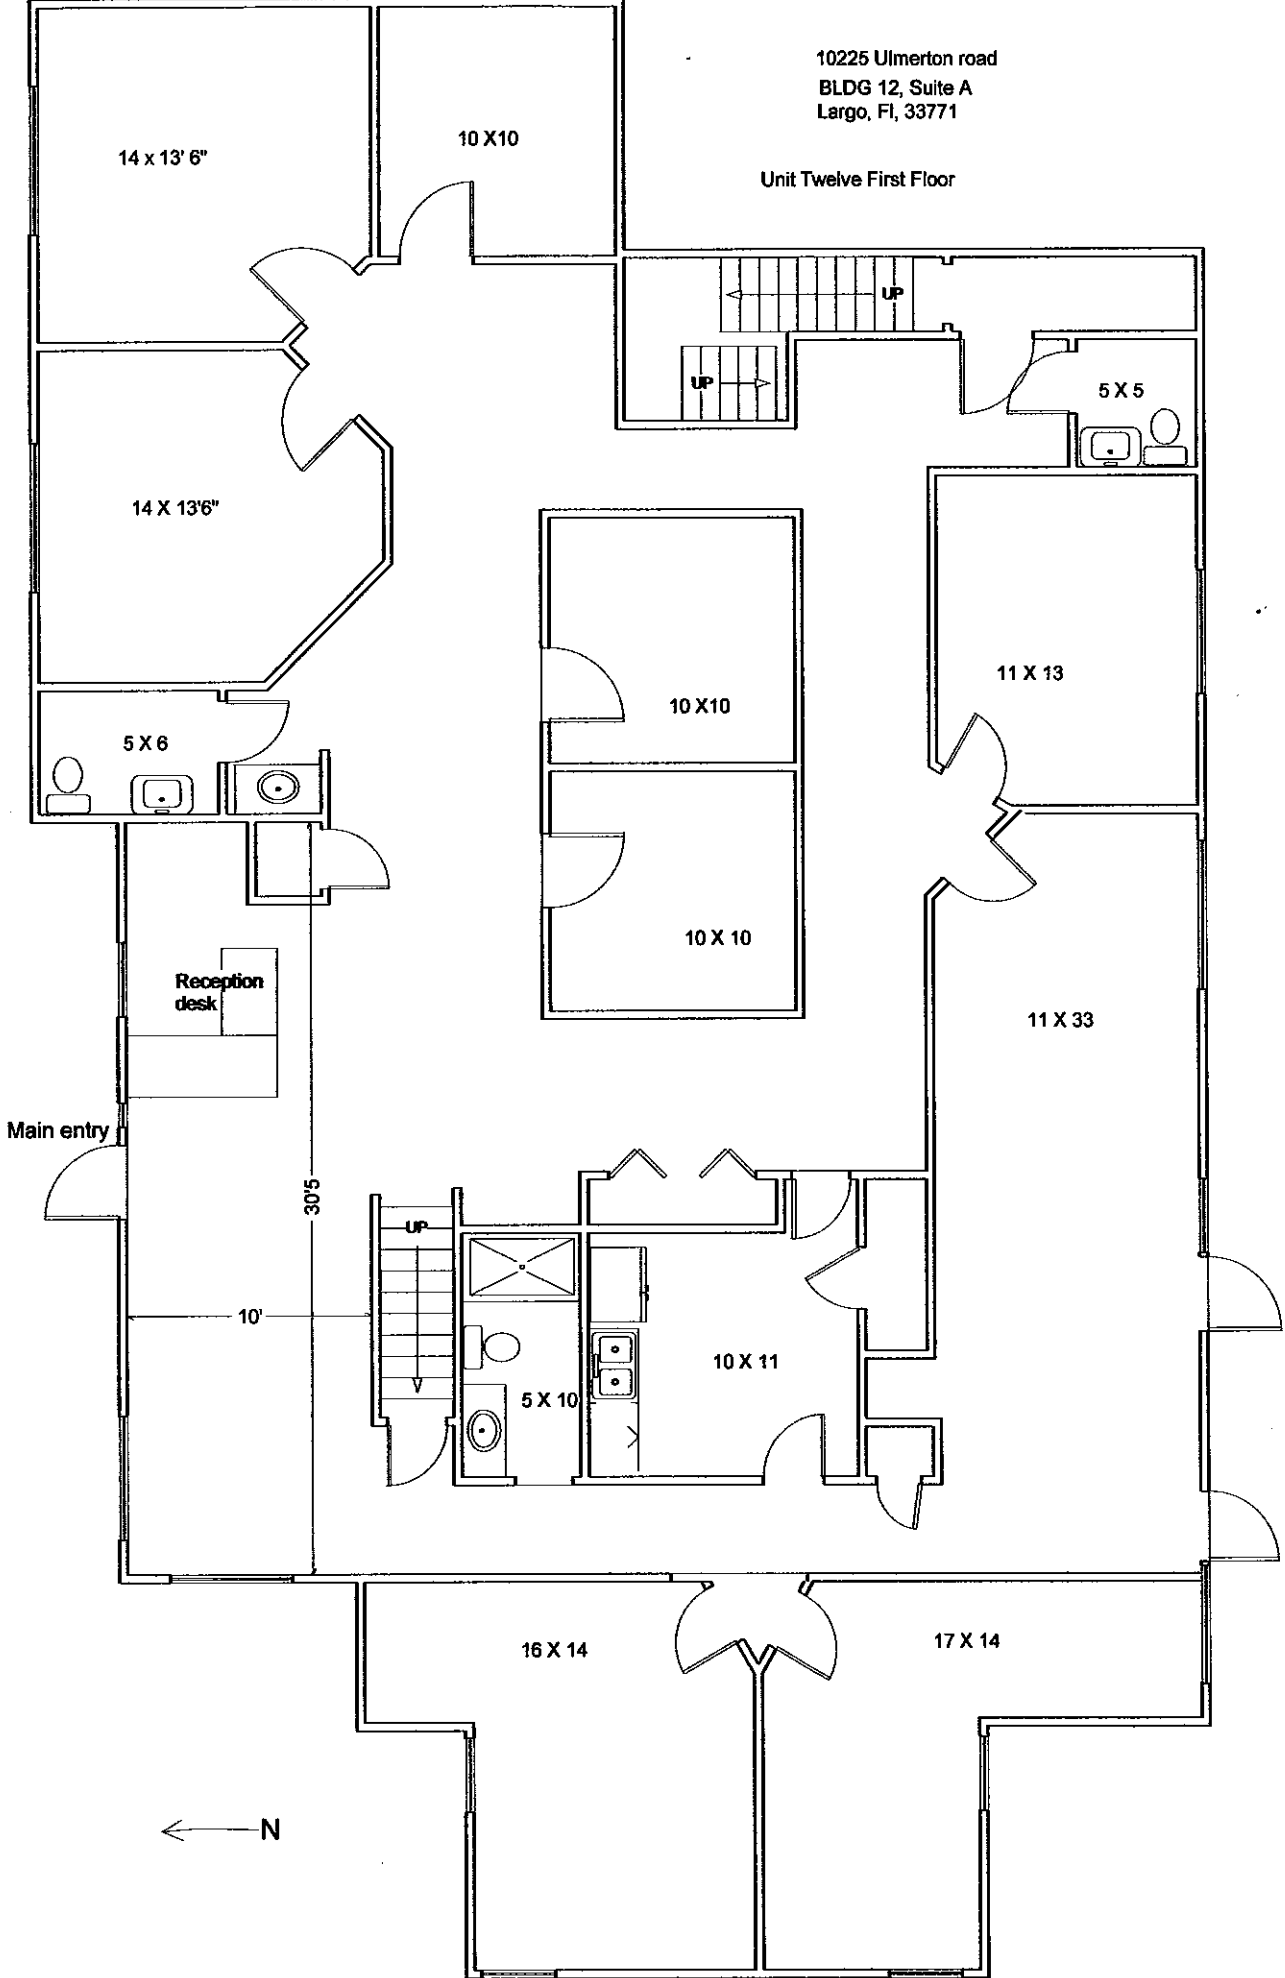 10225 Ulmerton road
BLDG 12, Suite A
Largo, Fl, 33771
Unit Twelve First Floor
14 x 13' 6"
10 X10
UP
UP
5 X 5
14 X 13'6"
11 X 13
10 X10
5 X 6
10 X 10
Reception
desk
11 X 33
Main entry
30'5
UP
10'
10 X 11
5 X 10
16 X 14
17 X 14
N